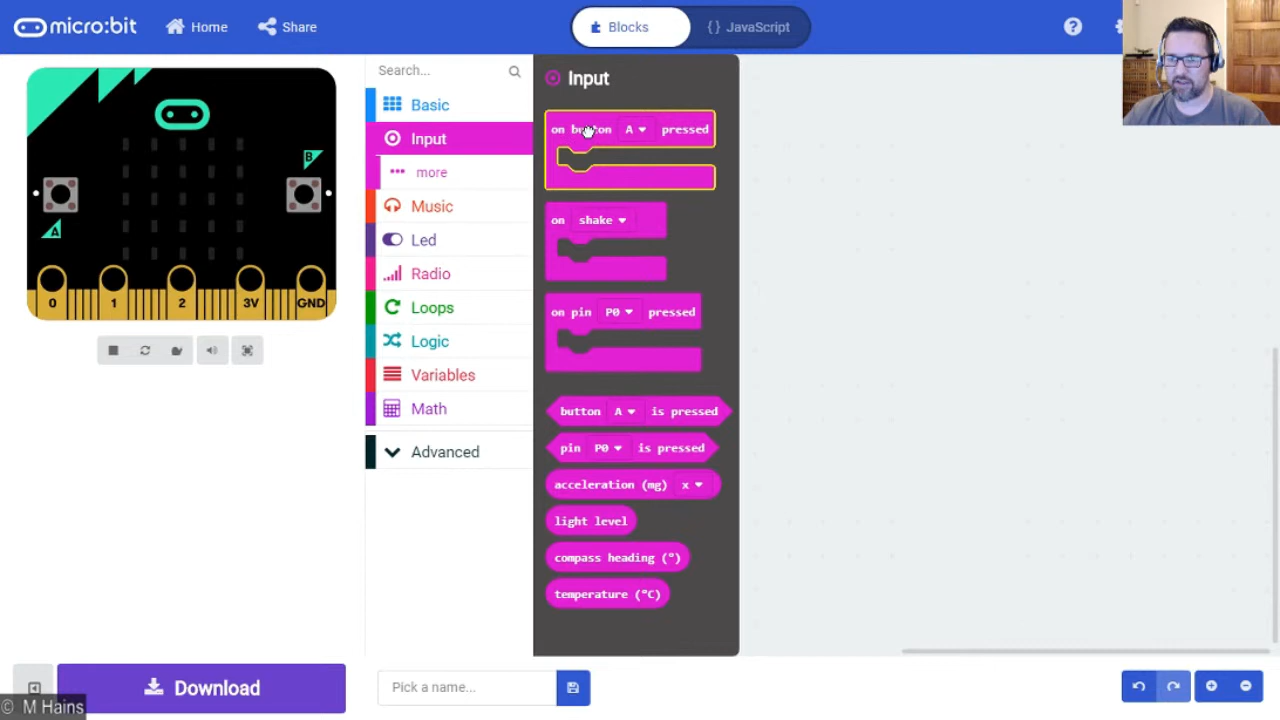 micro:bit
Home
Share
Blocks
{} JavaScript
?
B
A
0 1 2 3V GND
Download
© M Hains
Search...
Basic
Input
more
Music
Led
Radio
Loops
Logic
Variables
Math
Advanced
Input
on button A pressed
on shake
on pin P0 pressed
button A is pressed
pin P0 is pressed
acceleration (mg) x
light level
compass heading (°)
temperature (°C)
Pick a name...